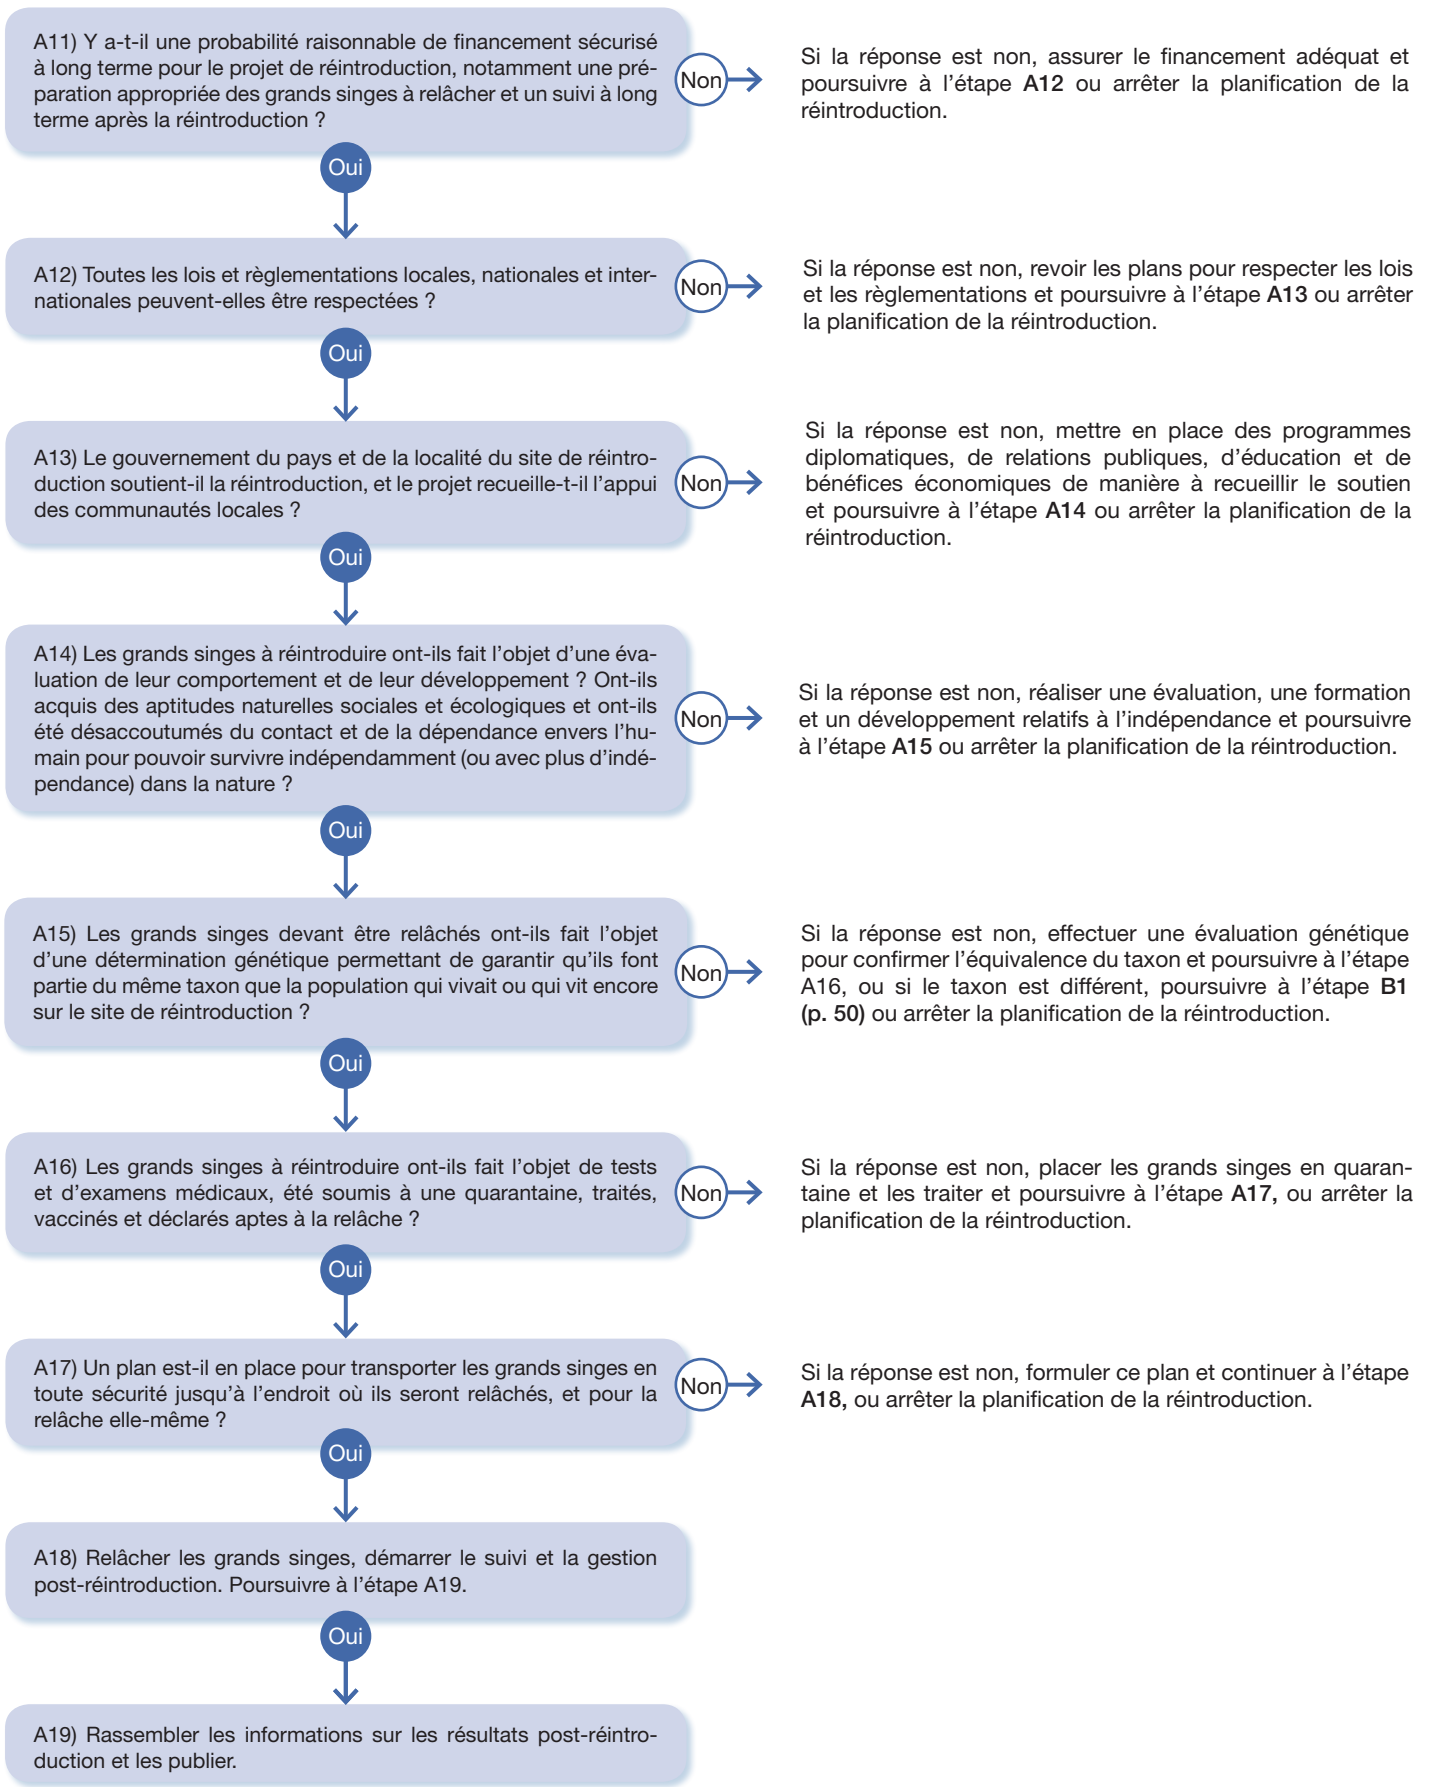 A11) Y a-t-il une probabilité raisonnable de financement sécurisé
à long terme pour le projet de réintroduction, notamment une pré-
paration appropriée des grands singes à relâcher et un suivi à long
terme après la réintroduction ?
Non
Si la réponse est non, assurer le financement adéquat et
poursuivre à l’étape A12 ou arrêter la planification de la
réintroduction.
Oui
A12) Toutes les lois et règlementations locales, nationales et inter-
nationales peuvent-elles être respectées ?
Non
Si la réponse est non, revoir les plans pour respecter les lois
et les règlementations et poursuivre à l’étape A13 ou arrêter
la planification de la réintroduction.
Oui
A13) Le gouvernement du pays et de la localité du site de réintro-
duction soutient-il la réintroduction, et le projet recueille-t-il l’appui
des communautés locales ?
Non
Si la réponse est non, mettre en place des programmes
diplomatiques, de relations publiques, d’éducation et de
bénéfices économiques de manière à recueillir le soutien
et poursuivre à l’étape A14 ou arrêter la planification de la
réintroduction.
Oui
A14) Les grands singes à réintroduire ont-ils fait l’objet d’une éva-
luation de leur comportement et de leur développement ? Ont-ils
acquis des aptitudes naturelles sociales et écologiques et ont-ils
été désaccoutumés du contact et de la dépendance envers l’hu-
main pour pouvoir survivre indépendamment (ou avec plus d’indé-
pendance) dans la nature ?
Non
Si la réponse est non, réaliser une évaluation, une formation
et un développement relatifs à l’indépendance et poursuivre
à l’étape A15 ou arrêter la planification de la réintroduction.
Oui
A15) Les grands singes devant être relâchés ont-ils fait l’objet
d’une détermination génétique permettant de garantir qu’ils font
partie du même taxon que la population qui vivait ou qui vit encore
sur le site de réintroduction ?
Non
Si la réponse est non, effectuer une évaluation génétique
pour confirmer l’équivalence du taxon et poursuivre à l’étape
A16, ou si le taxon est différent, poursuivre à l’étape B1
(p. 50) ou arrêter la planification de la réintroduction.
Oui
A16) Les grands singes à réintroduire ont-ils fait l’objet de tests
et d’examens médicaux, été soumis à une quarantaine, traités,
vaccinés et déclarés aptes à la relâche ?
Non
Si la réponse est non, placer les grands singes en quaran-
taine et les traiter et poursuivre à l’étape A17, ou arrêter la
planification de la réintroduction.
Oui
A17) Un plan est-il en place pour transporter les grands singes en
toute sécurité jusqu’à l’endroit où ils seront relâchés, et pour la
relâche elle-même ?
Non
Si la réponse est non, formuler ce plan et continuer à l’étape
A18, ou arrêter la planification de la réintroduction.
Oui
A18) Relâcher les grands singes, démarrer le suivi et la gestion
post-réintroduction. Poursuivre à l’étape A19.
Oui
A19) Rassembler les informations sur les résultats post-réintro-
duction et les publier.